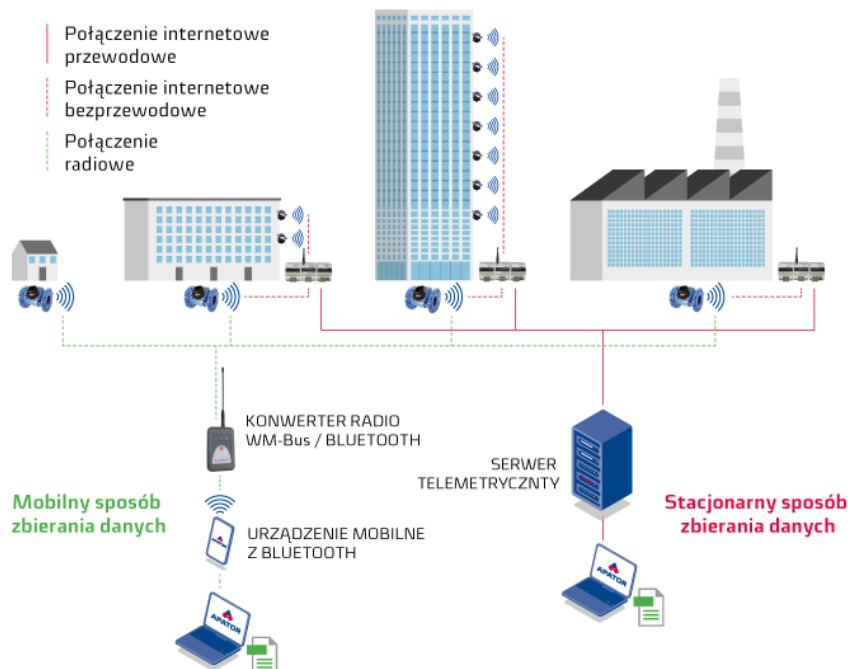 Połączenie internetowe
przewodowe
Połączenie internetowe
bezprzewodowe
Połączenie
radiowe
KONWERTER RADIO
WM-Bus / BLUETOOTH
SERWER
TELEMETRYCZNTY
Mobilny sposób
zbierania danych
Stacjonarny sposób
zbierania danych
URZĄDZENIE MOBILNE
Z BLUETOOTH
APATOR
APATOR
APATOR